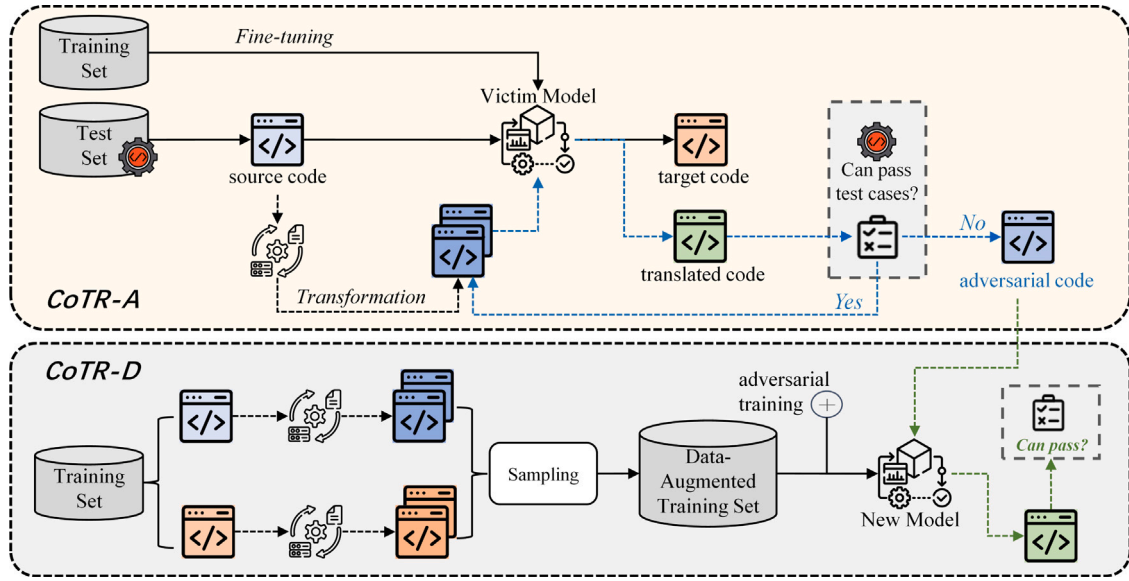 Training
Set
Fine-tuning
Victim Model
Test
Set
</>
source code
</>
target code
Can pass
test cases?
</>
</>
translated code
No
</>
adversarial code
Transformation
Yes
CoTR-A
CoTR-D
</>
</>
adversarial
training
Can pass?
Training
Set
Sampling
Data-
Augmented
Training Set
New Model
</>
</>
</>